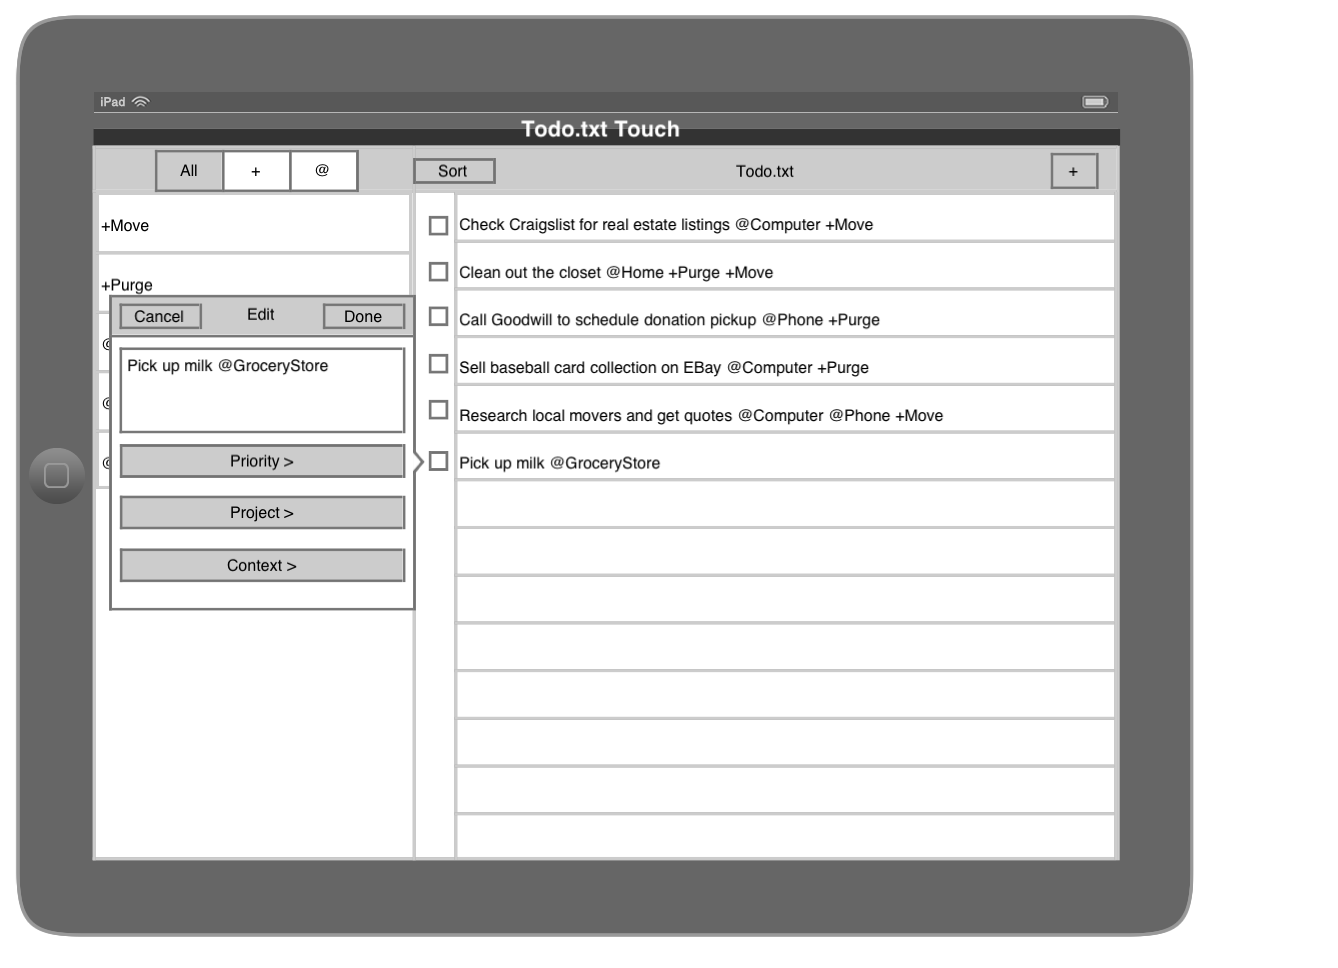 iPad
Todo.txt Touch
All + @
Sort Todo.txt +
+Move
+Purge
@
@
@
Cancel Edit Done
Pick up milk @GroceryStore
Priority >
Project >
Context >
Check Craigslist for real estate listings @Computer +Move
Clean out the closet @Home +Purge +Move
Call Goodwill to schedule donation pickup @Phone +Purge
Sell baseball card collection on EBay @Computer +Purge
Research local movers and get quotes @Computer @Phone +Move
Pick up milk @GroceryStore